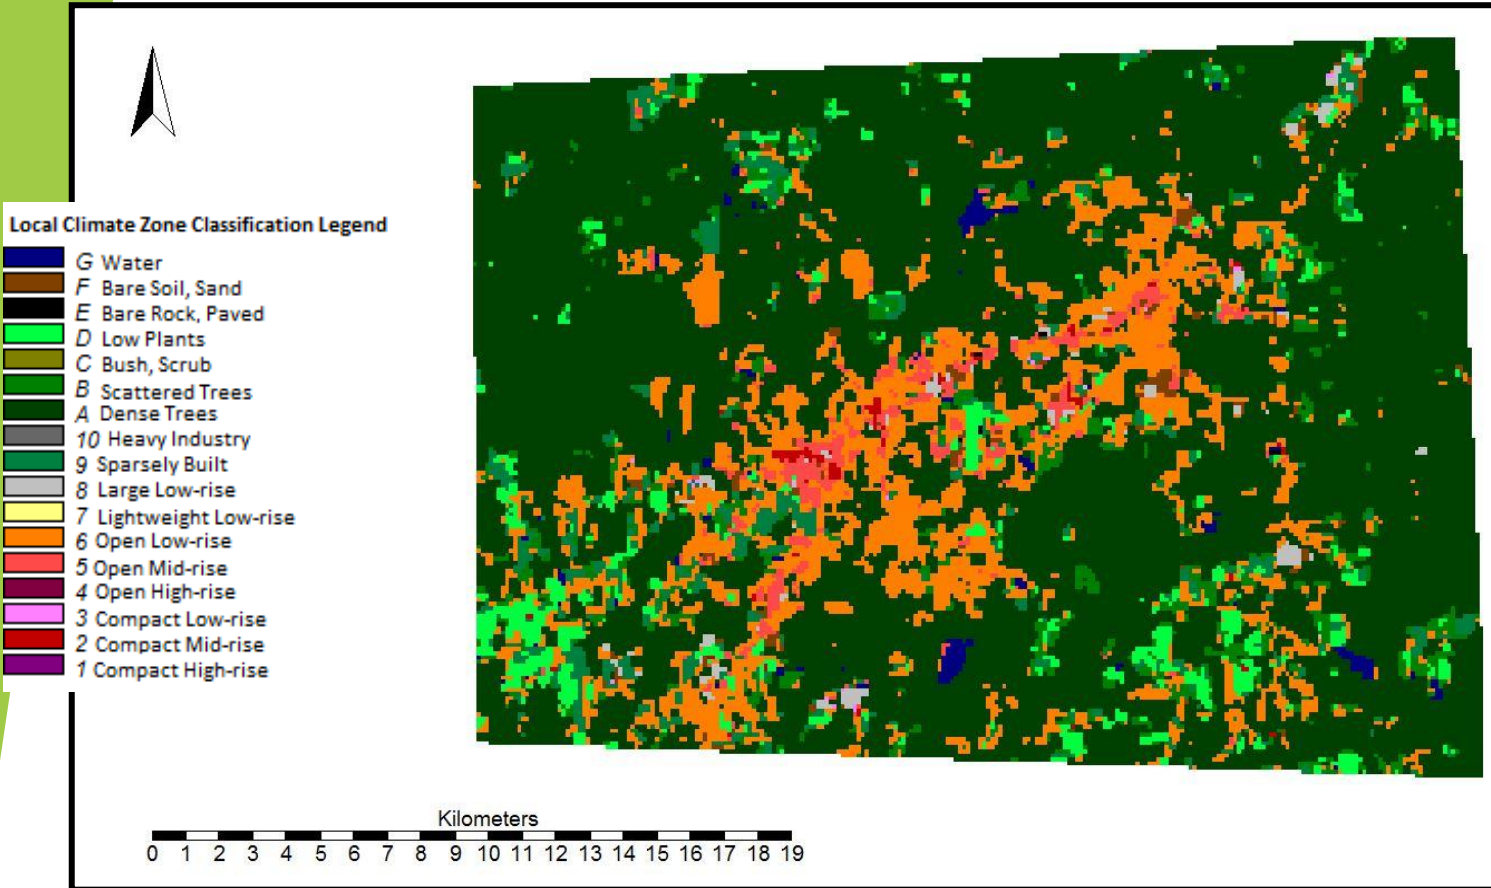 Local Climate Zone Classification Legend
G Water
F Bare Soil, Sand
E Bare Rock, Paved
D Low Plants
C Bush, Scrub
B Scattered Trees
A Dense Trees
10 Heavy Industry
9 Sparsely Built
8 Large Low-rise
7 Lightweight Low-rise
6 Open Low-rise
5 Open Mid-rise
4 Open High-rise
3 Compact Low-rise
2 Compact Mid-rise
1 Compact High-rise
Kilometers
0 1 2 3 4 5 6 7 8 9 10 11 12 13 14 15 16 17 18 19